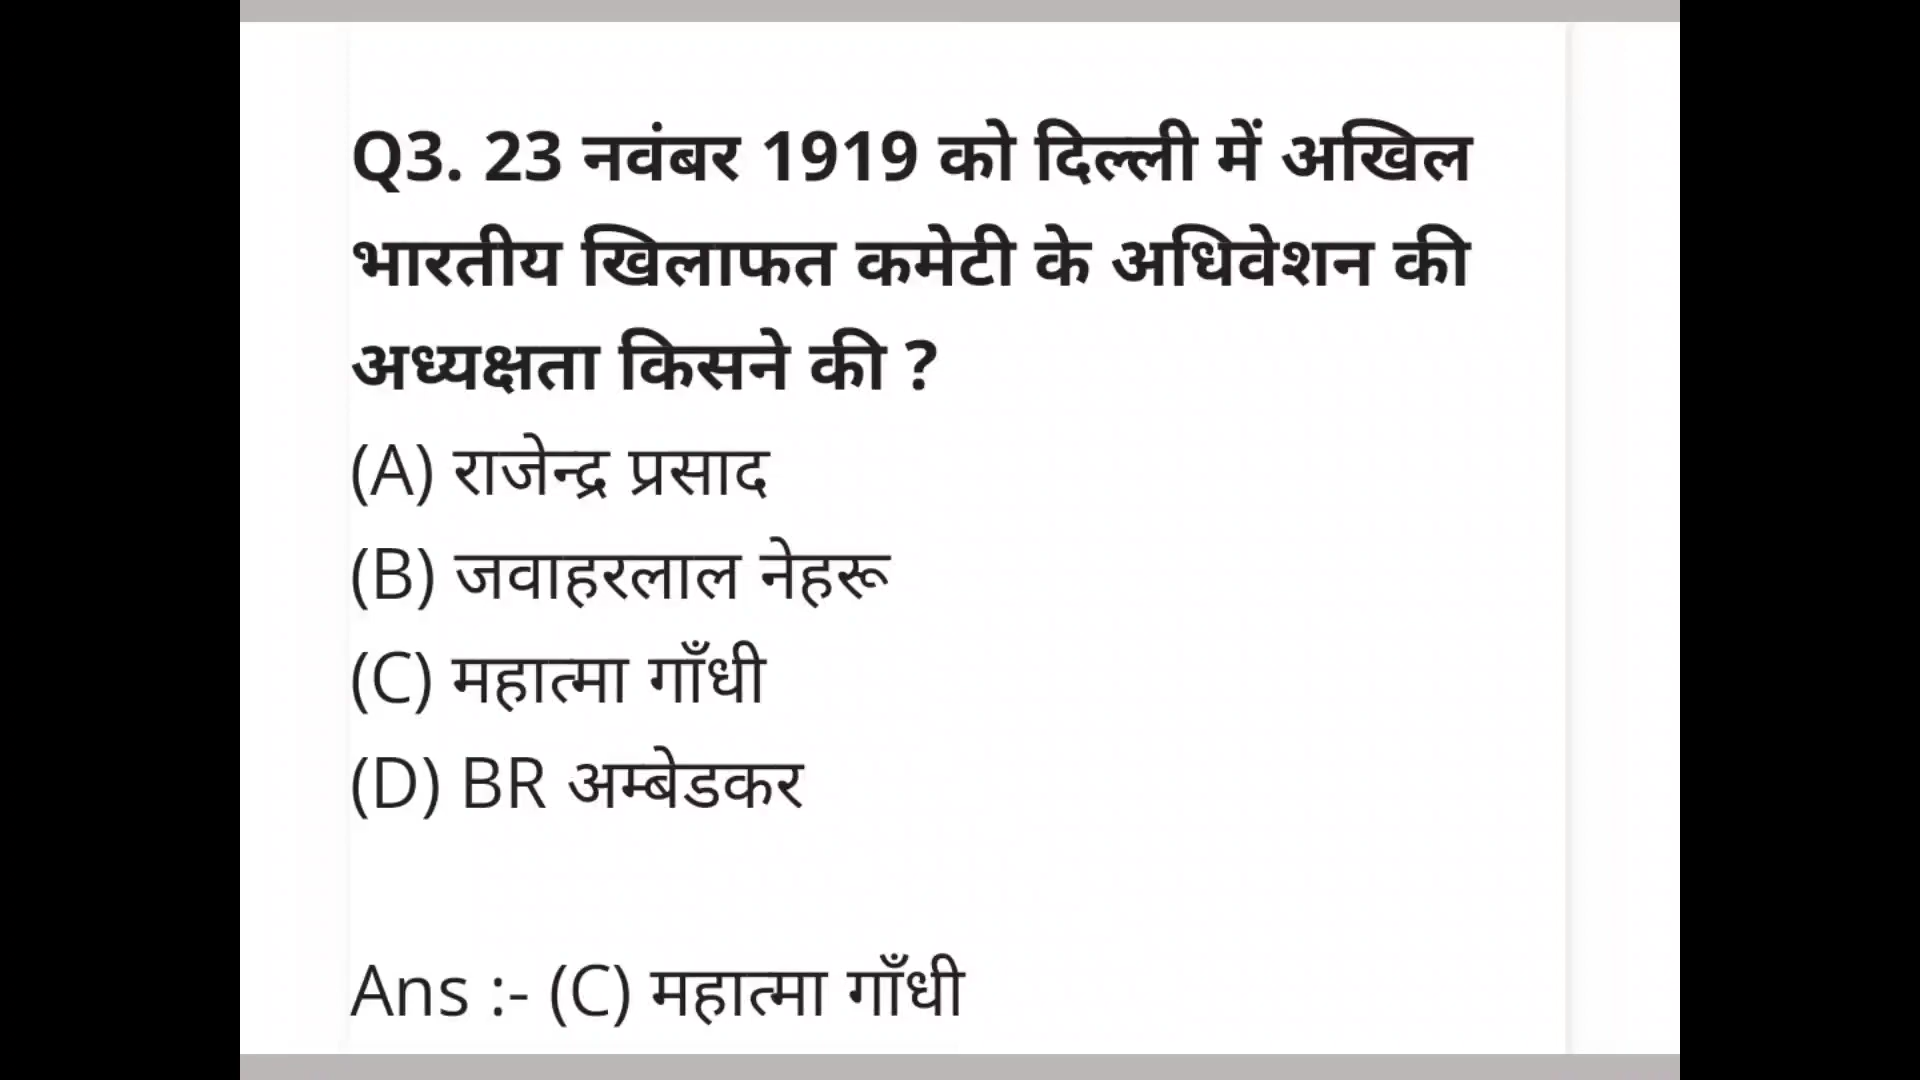 Q3. 23 नवंबर 1919 को दिल्ली में अखिल
भारतीय खिलाफत कमेटी के अधिवेशन की
अध्यक्षता किसने की ?
(A) राजेन्द्र प्रसाद
(B) जवाहरलाल नेहरू
(C) महात्मा गाँधी
(D) BR अम्बेडकर
Ans :- (C) महात्मा गाँधी